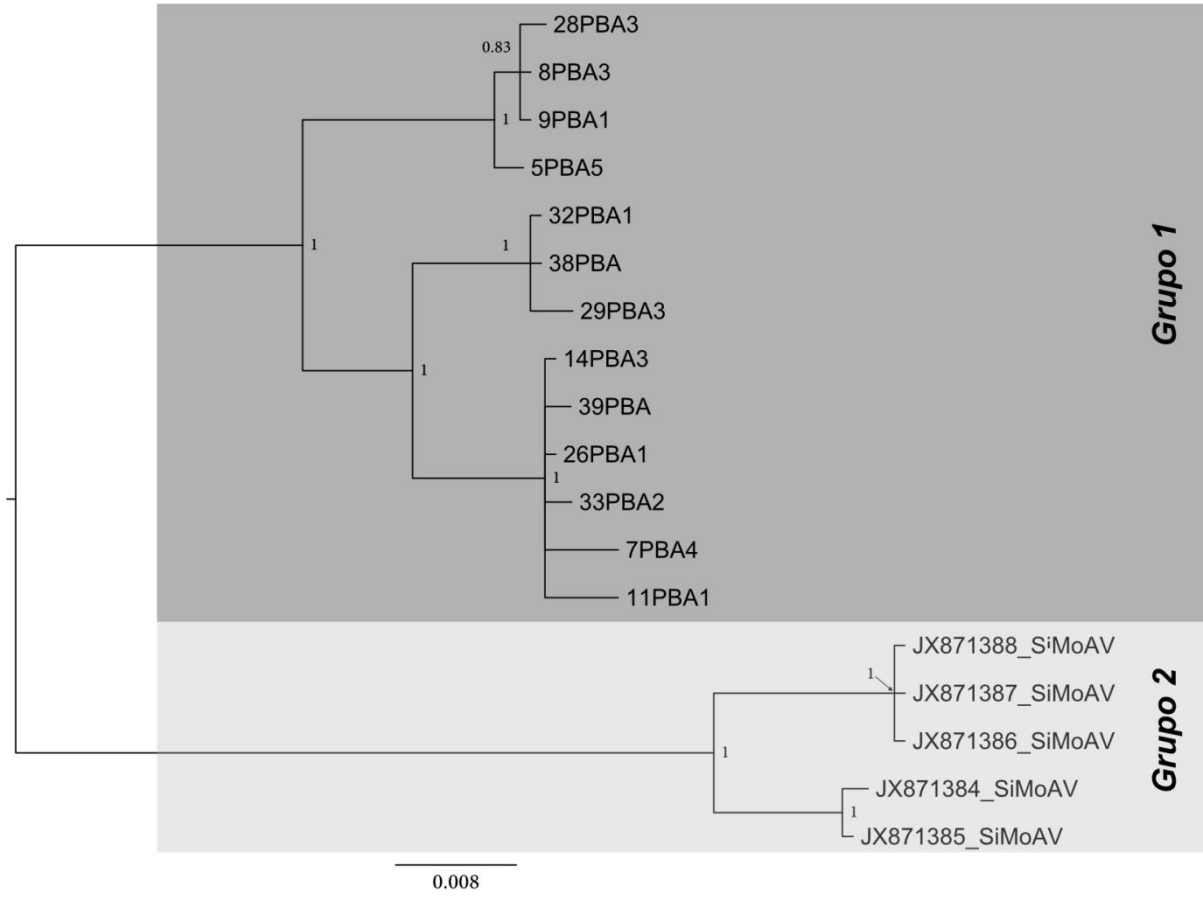 28PBA3
0.83
8PBA3
9PBA1
1
5PBA5
32PBA1
1
1
38PBA
29PBA3
14PBA3
1
39PBA
26PBA1
1
33PBA2
7PBA4
11PBA1
Grupo 1
JX871388_SiMoAV
1
JX871387_SiMoAV
JX871386_SiMoAV
1
JX871384_SiMoAV
1
JX871385_SiMoAV
Grupo 2
0.008